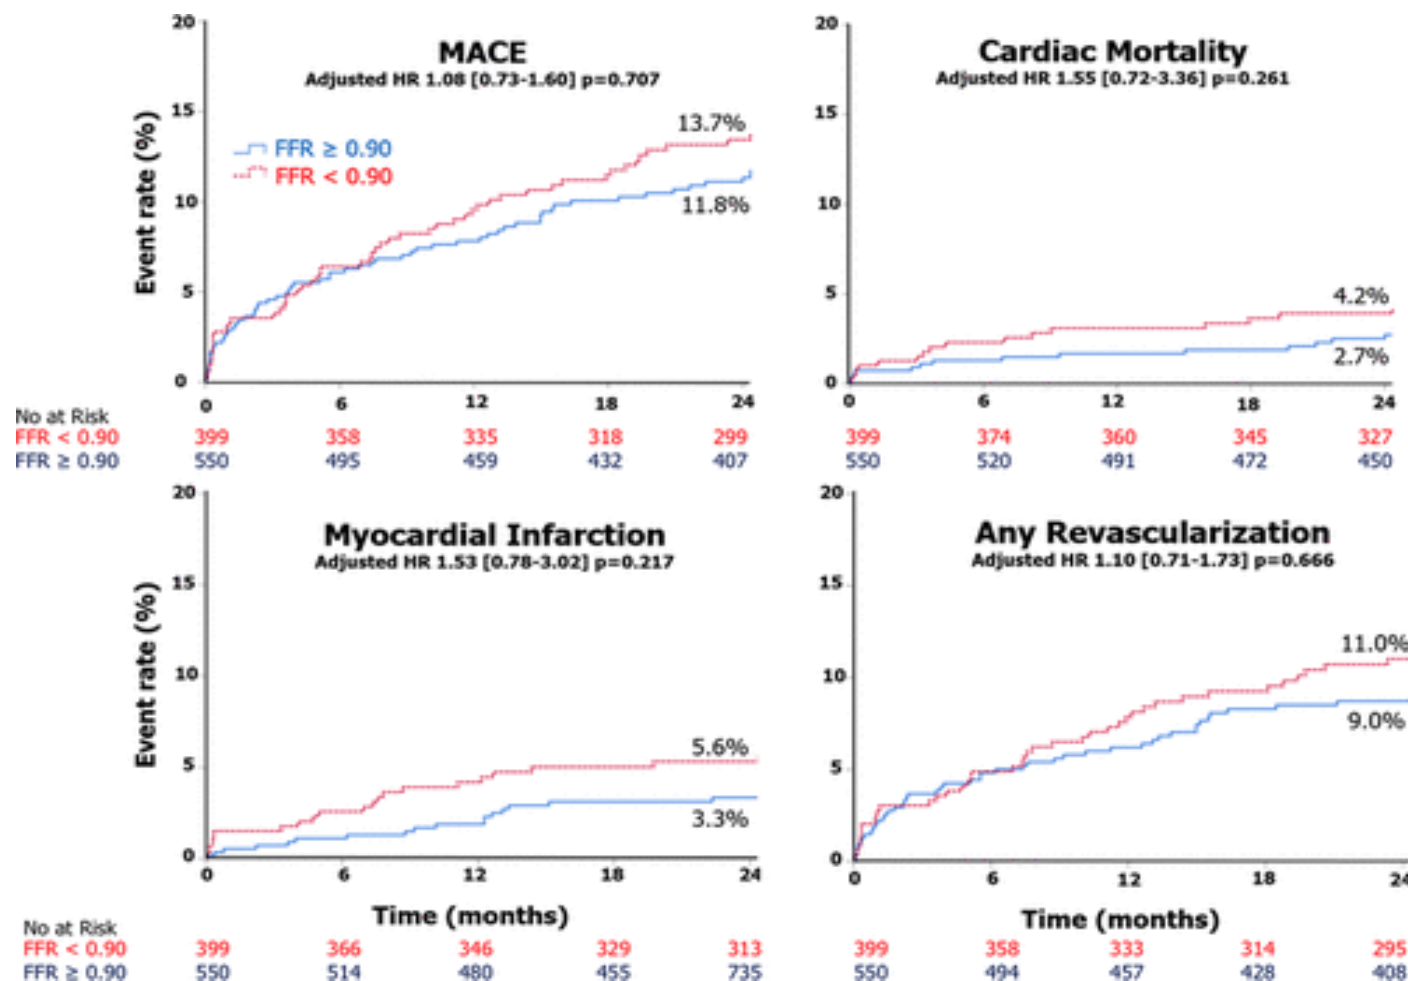 MACE
Adjusted HR 1.08 [0.73-1.60] p=0.707
Event rate (%)
20
15
10
5
0
FFR ≥ 0.90
FFR < 0.90
13.7%
11.8%
0 6 12 18 24
No at Risk
FFR < 0.90 399 358 335 318 299
FFR ≥ 0.90 550 495 459 432 407
Cardiac Mortality
Adjusted HR 1.55 [0.72-3.36] p=0.261
20
15
10
5
0
4.2%
2.7%
0 6 12 18 24
399 374 360 345 327
550 520 491 472 450
Myocardial Infarction
Adjusted HR 1.53 [0.78-3.02] p=0.217
Event rate (%)
20
15
10
5
0
5.6%
3.3%
0 6 12 18 24
Time (months)
No at Risk
FFR < 0.90 399 366 346 329 313
FFR ≥ 0.90 550 514 480 455 735
Any Revascularization
Adjusted HR 1.10 [0.71-1.73] p=0.666
20
15
10
5
0
11.0%
9.0%
0 6 12 18 24
Time (months)
399 358 333 314 295
550 494 457 428 408